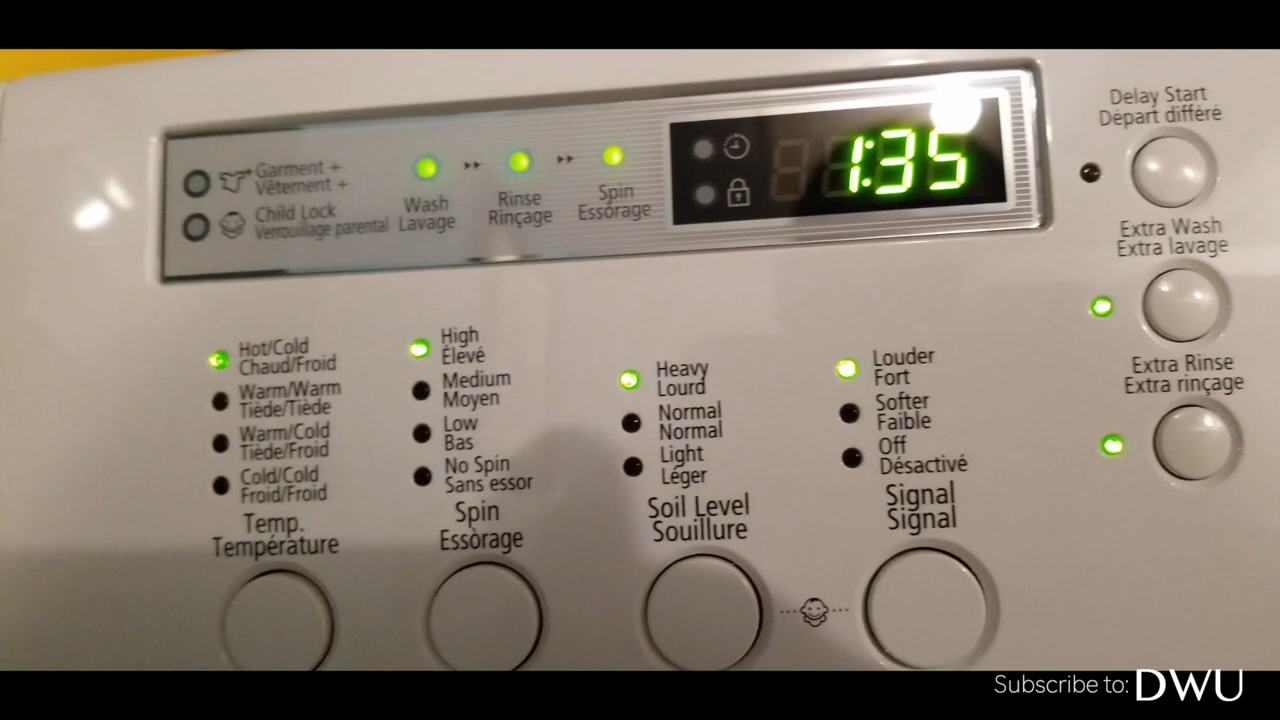 Garment +
Vêtement +
Child Lock
Verrouillage parental
Wash
Lavage
Rinse
Rinçage
Spin
Essorage
1:35
Delay Start
Départ différé
Extra Wash
Extra lavage
Extra Rinse
Extra rinçage
Hot/Cold
Chaud/Froid
Warm/Warm
Tiède/Tiède
Warm/Cold
Tiède/Froid
Cold/Cold
Froid/Froid
Temp.
Température
High
Élevé
Medium
Moyen
Low
Bas
No Spin
Sans essor
Spin
Essorage
Heavy
Lourd
Normal
Normal
Light
Léger
Soil Level
Souillure
Louder
Fort
Softer
Faible
Off
Désactivé
Signal
Signal
Subscribe to: DWU